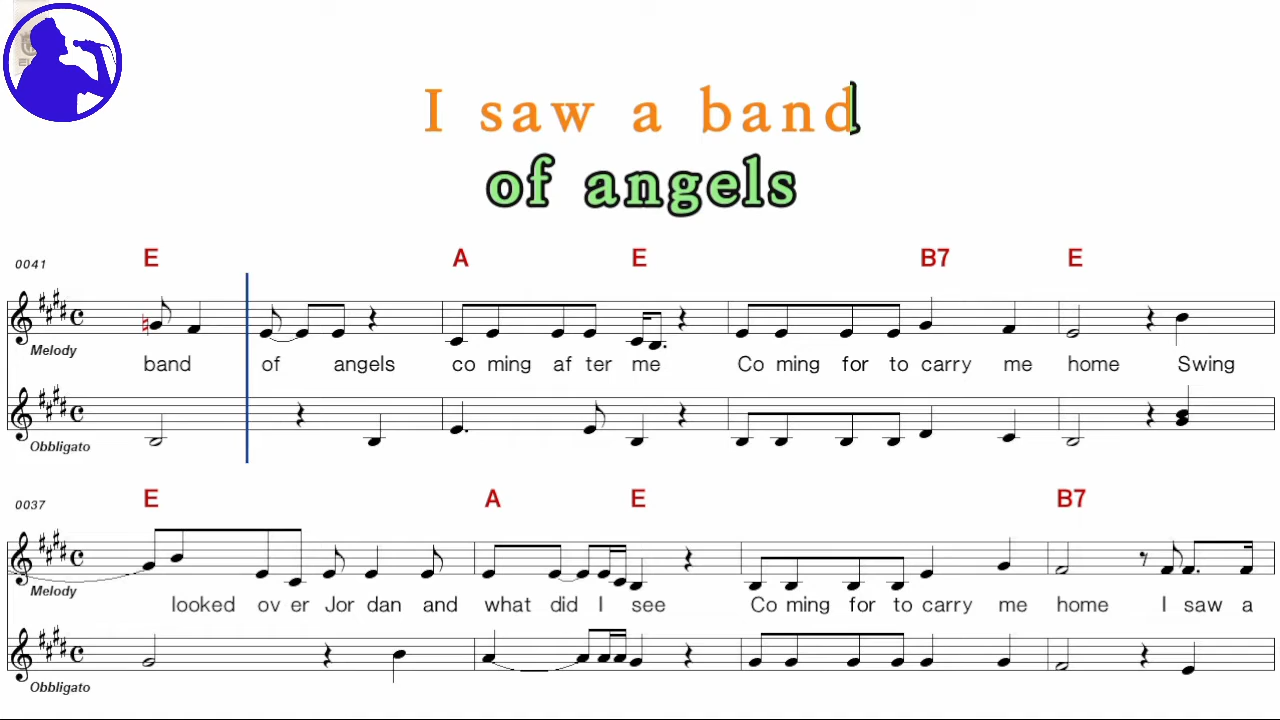 I saw a band
of angels
0041 E A E B7 E
Melody
band of angels co ming af ter me Co ming for to carry me home Swing
Obbligato
0037 E A E B7
Melody
looked ov er Jor dan and what did I see Co ming for to carry me home I saw a
Obbligato